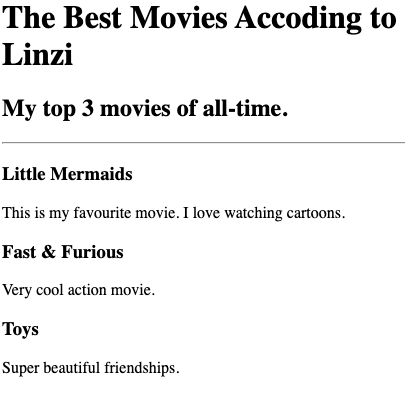 The Best Movies Accoding to
Linzi
My top 3 movies of all-time.
Little Mermaids
This is my favourite movie. I love watching cartoons.
Fast & Furious
Very cool action movie.
Toys
Super beautiful friendships.